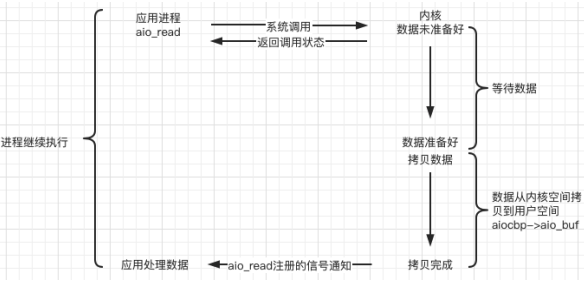 应用进程
aio_read
系统调用
返回调用状态
内核
数据未准备好
等待数据
进程继续执行
数据准备好
拷贝数据
数据从内核空间拷
贝到用户空间
aiocbp->aio_buf
应用处理数据
aio_read注册的信号通知
拷贝完成